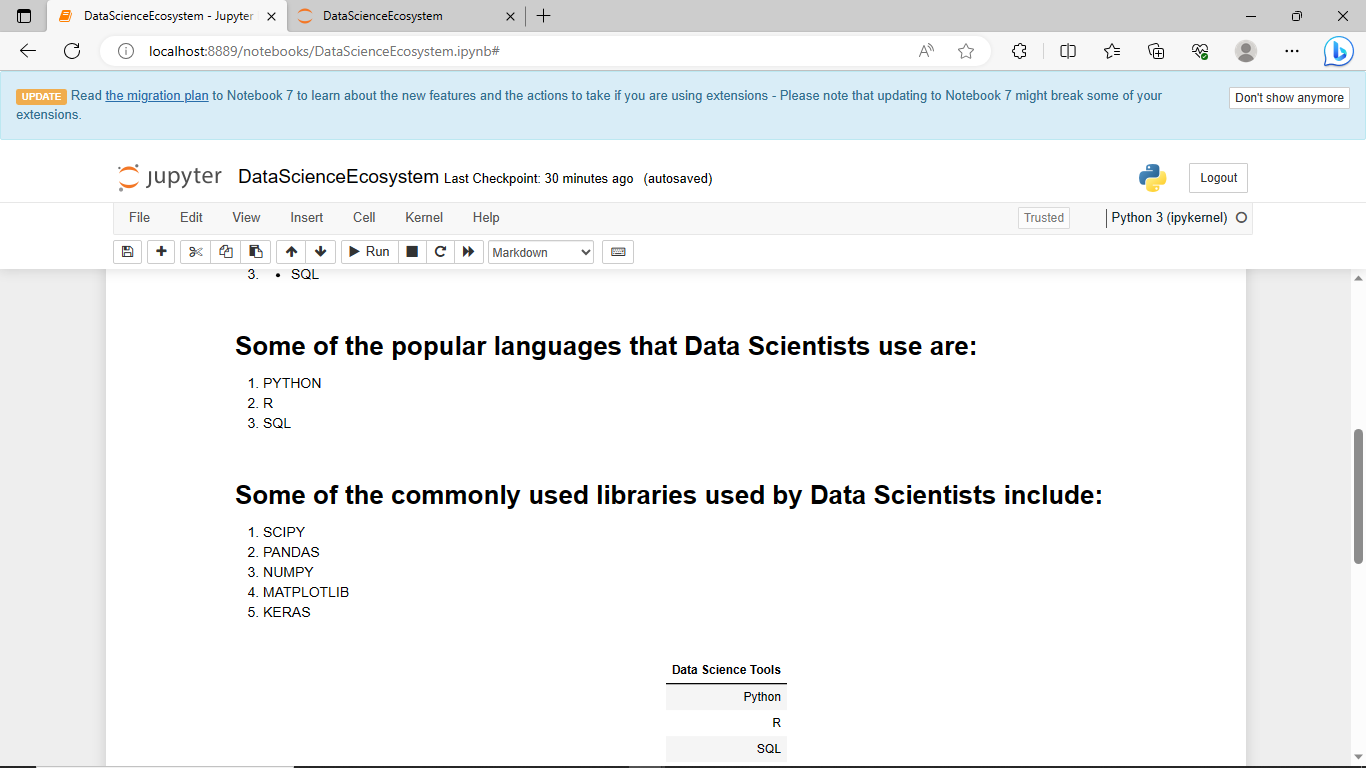 DataScienceEcosystem - Jupyter
DataScienceEcosystem
localhost:8889/notebooks/DataScienceEcosystem.ipynb#
UPDATE Read the migration plan to Notebook 7 to learn about the new features and the actions to take if you are using extensions - Please note that updating to Notebook 7 might break some of your
extensions.
Don't show anymore
jupyter DataScienceEcosystem Last Checkpoint: 30 minutes ago (autosaved)
Logout
File Edit View Insert Cell Kernel Help
Trusted
Python 3 (ipykernel)
Run
Markdown
3. • SQL
Some of the popular languages that Data Scientists use are:
1. PYTHON
2. R
3. SQL
Some of the commonly used libraries used by Data Scientists include:
1. SCIPY
2. PANDAS
3. NUMPY
4. MATPLOTLIB
5. KERAS
Data Science Tools
Python
R
SQL